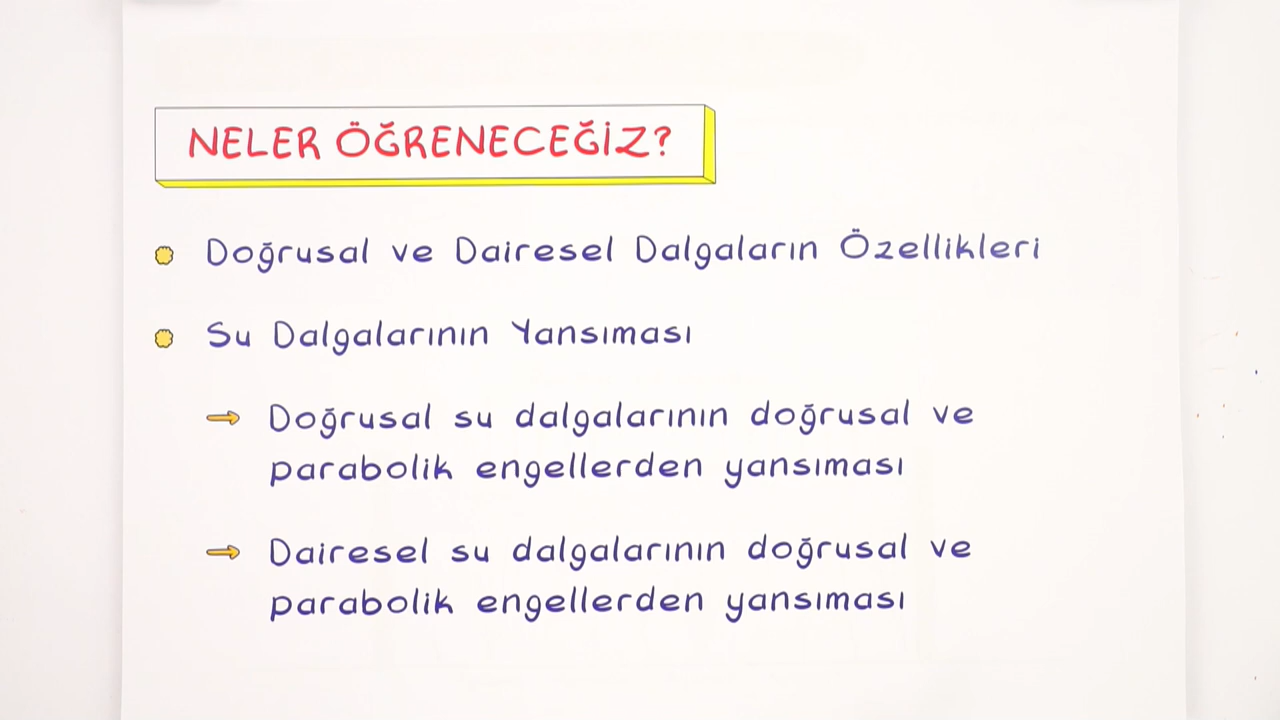 NELER ÖĞRENECEĞİZ?
Doğrusal ve Dairesel Dalgaların Özellikleri
Su Dalgalarının Yansıması
Doğrusal su dalgalarının doğrusal ve
parabolik engellerden yansıması
Dairesel su dalgalarının doğrusal ve
parabolik engellerden yansıması